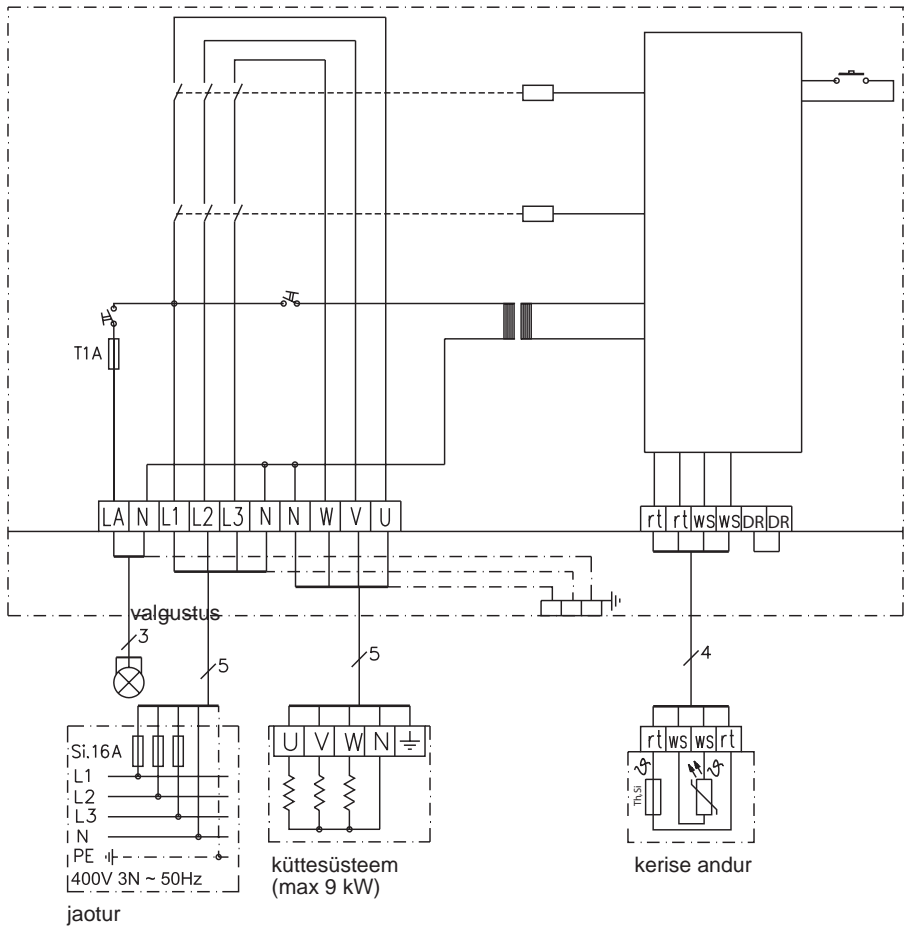 T1A
LA N L1 L2 L3 N N W V U
rt rt ws ws DR DR
valgustus
3
5
5
4
Si.16A
L1
L2
L3
N
PE
400V 3N ~ 50Hz
jaotur
U V W N
küttesüsteem
(max 9 kW)
rt ws ws rt
Th,Si
ϑ
ϑ
kerise andur